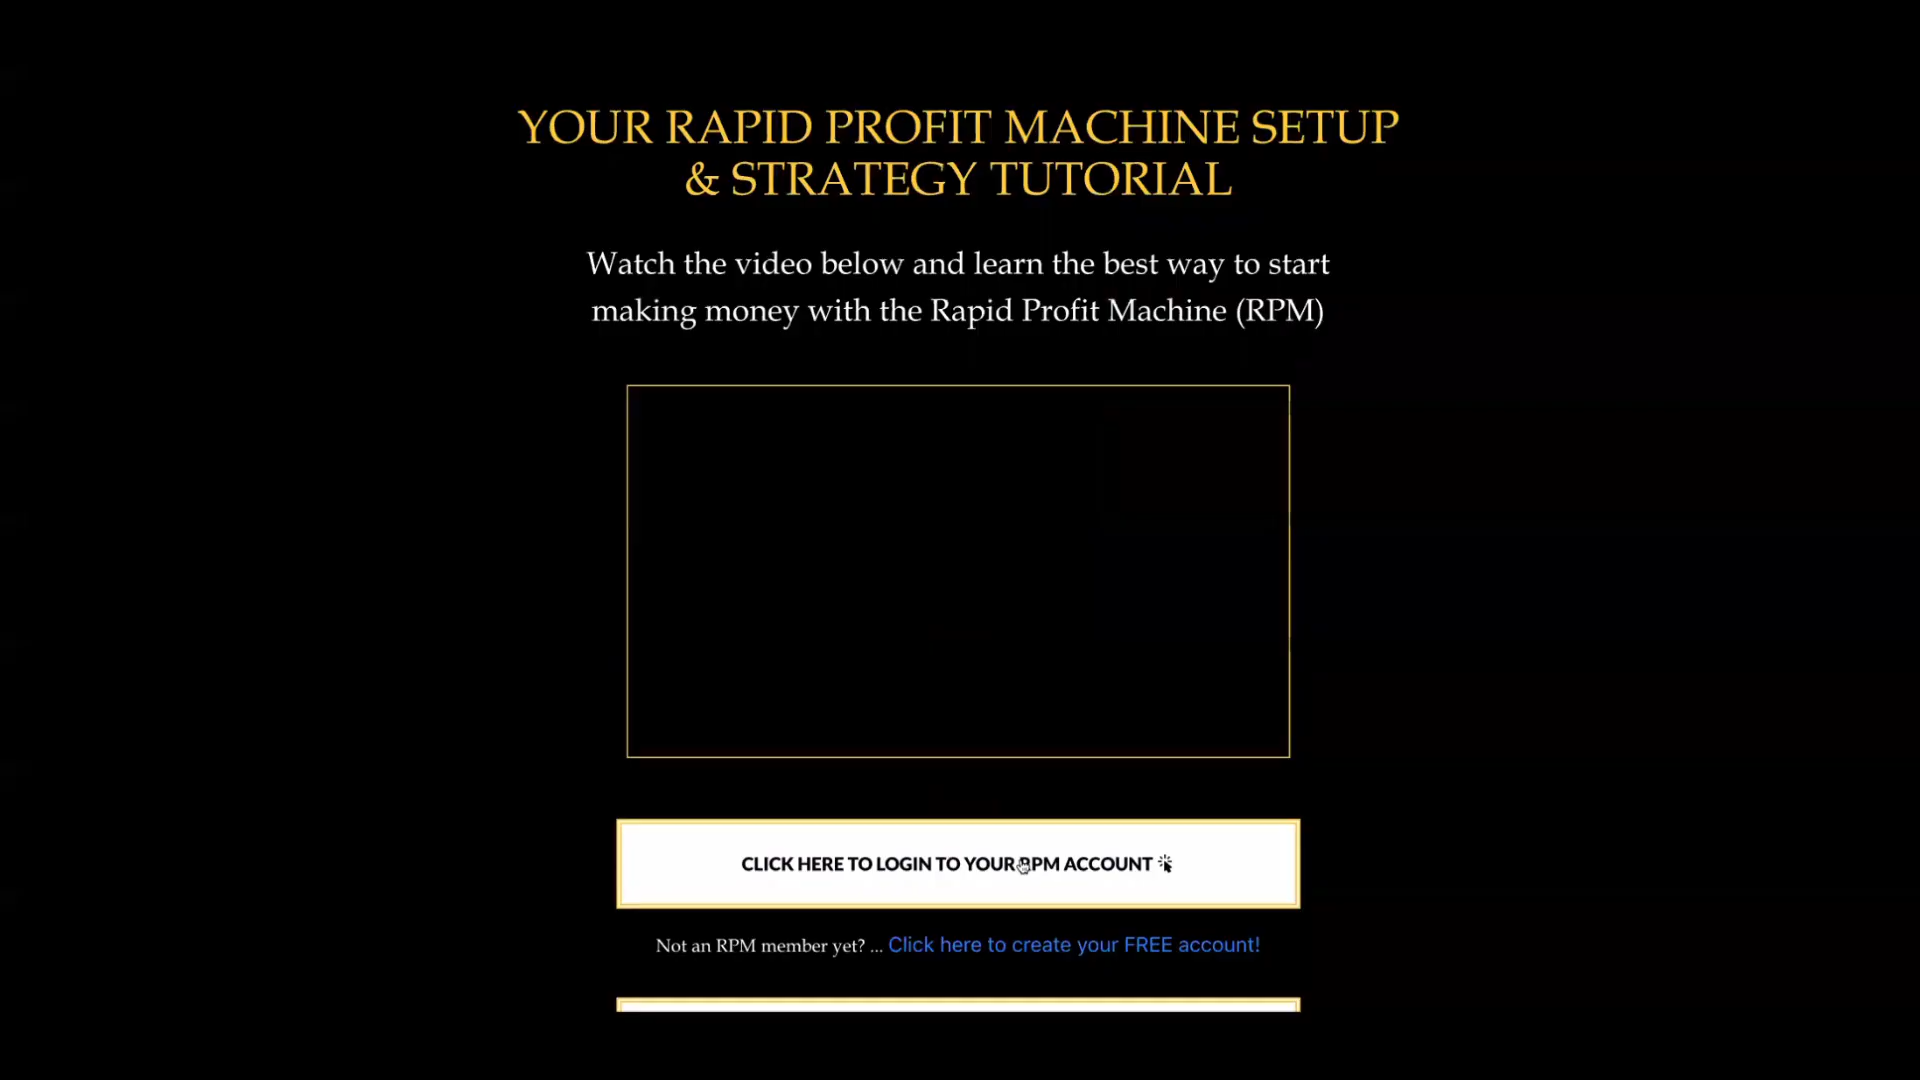 YOUR RAPID PROFIT MACHINE SETUP
& STRATEGY TUTORIAL
Watch the video below and learn the best way to start
making money with the Rapid Profit Machine (RPM)
CLICK HERE TO LOGIN TO YOUR RPM ACCOUNT
Not an RPM member yet? ... Click here to create your FREE account!